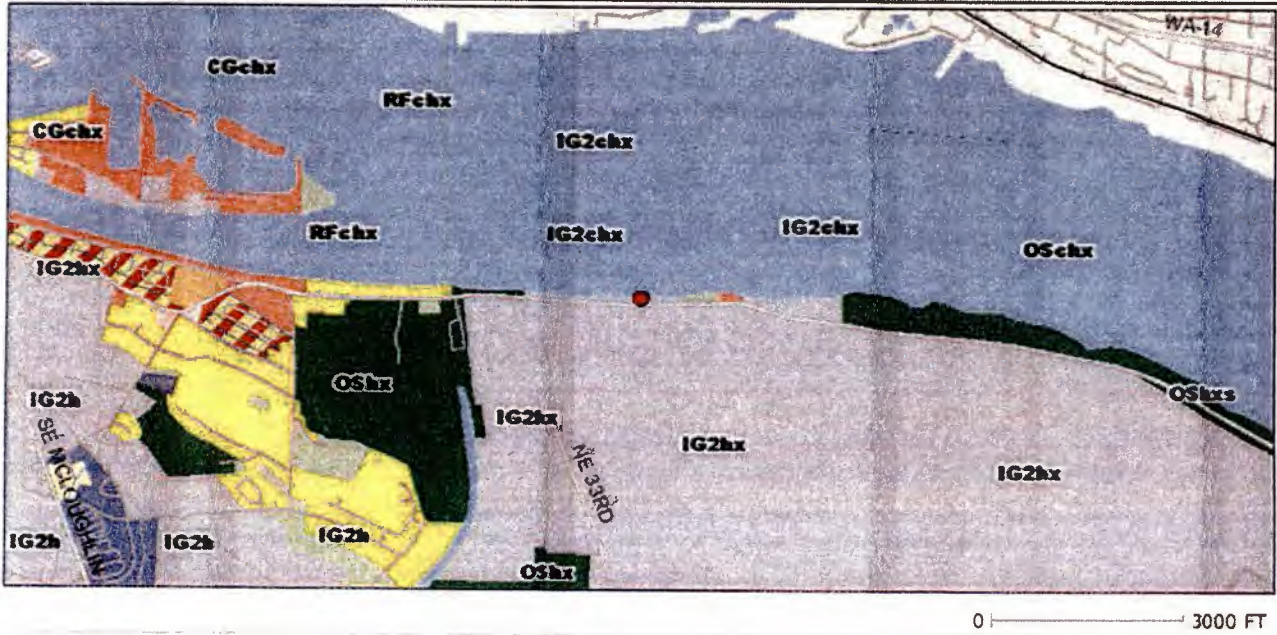 WA-14
CGchx
RFchx
CGchx
IG2chx
RFchx
IG2chx
IG2chx
OSchx
IG2hx
OShx
OShxs
IG2h
IG2hx
IG2hx
IG2hx
SE MCLOUGHLIN
NE 33RD
IG2h
IG2h
IG2h
OShx
0 3000 FT